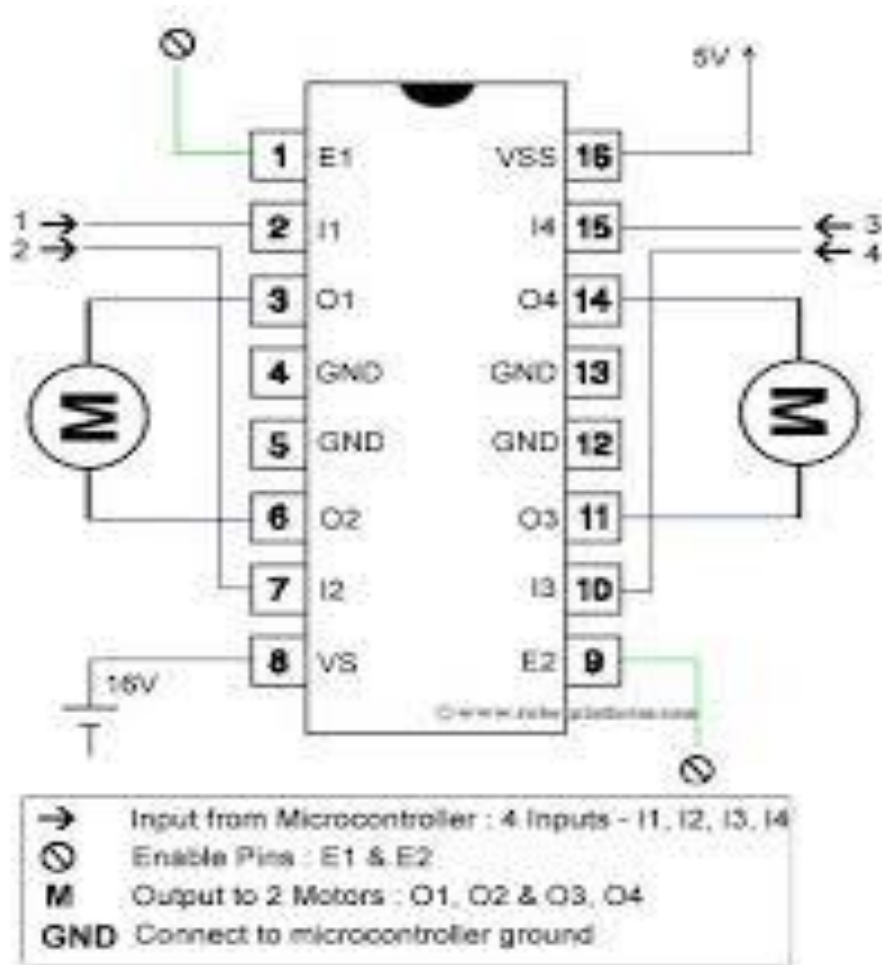 5V
1 E1 VSS 16
1 2 I1 I4 15 3
2 4
3 O1 O4 14
4 GND GND 13
M M
5 GND GND 12
6 O2 O3 11
7 I2 I3 10
8 VS E2 9
16V
Input from Microcontroller : 4 Inputs - I1, I2, I3, I4
Enable Pins : E1 & E2
M Output to 2 Motors : O1, O2 & O3, O4
GND Connect to microcontroller ground